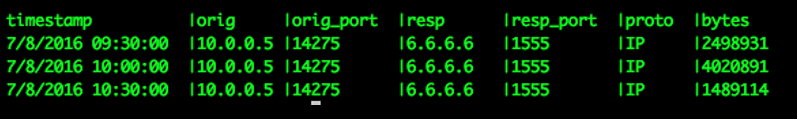 timestamp |orig |orig_port |resp |resp_port |proto |bytes
7/8/2016 09:30:00 |10.0.0.5 |14275 |6.6.6.6 |1555 |IP |2498931
7/8/2016 10:00:00 |10.0.0.5 |14275 |6.6.6.6 |1555 |IP |4020891
7/8/2016 10:30:00 |10.0.0.5 |14275 |6.6.6.6 |1555 |IP |1489114